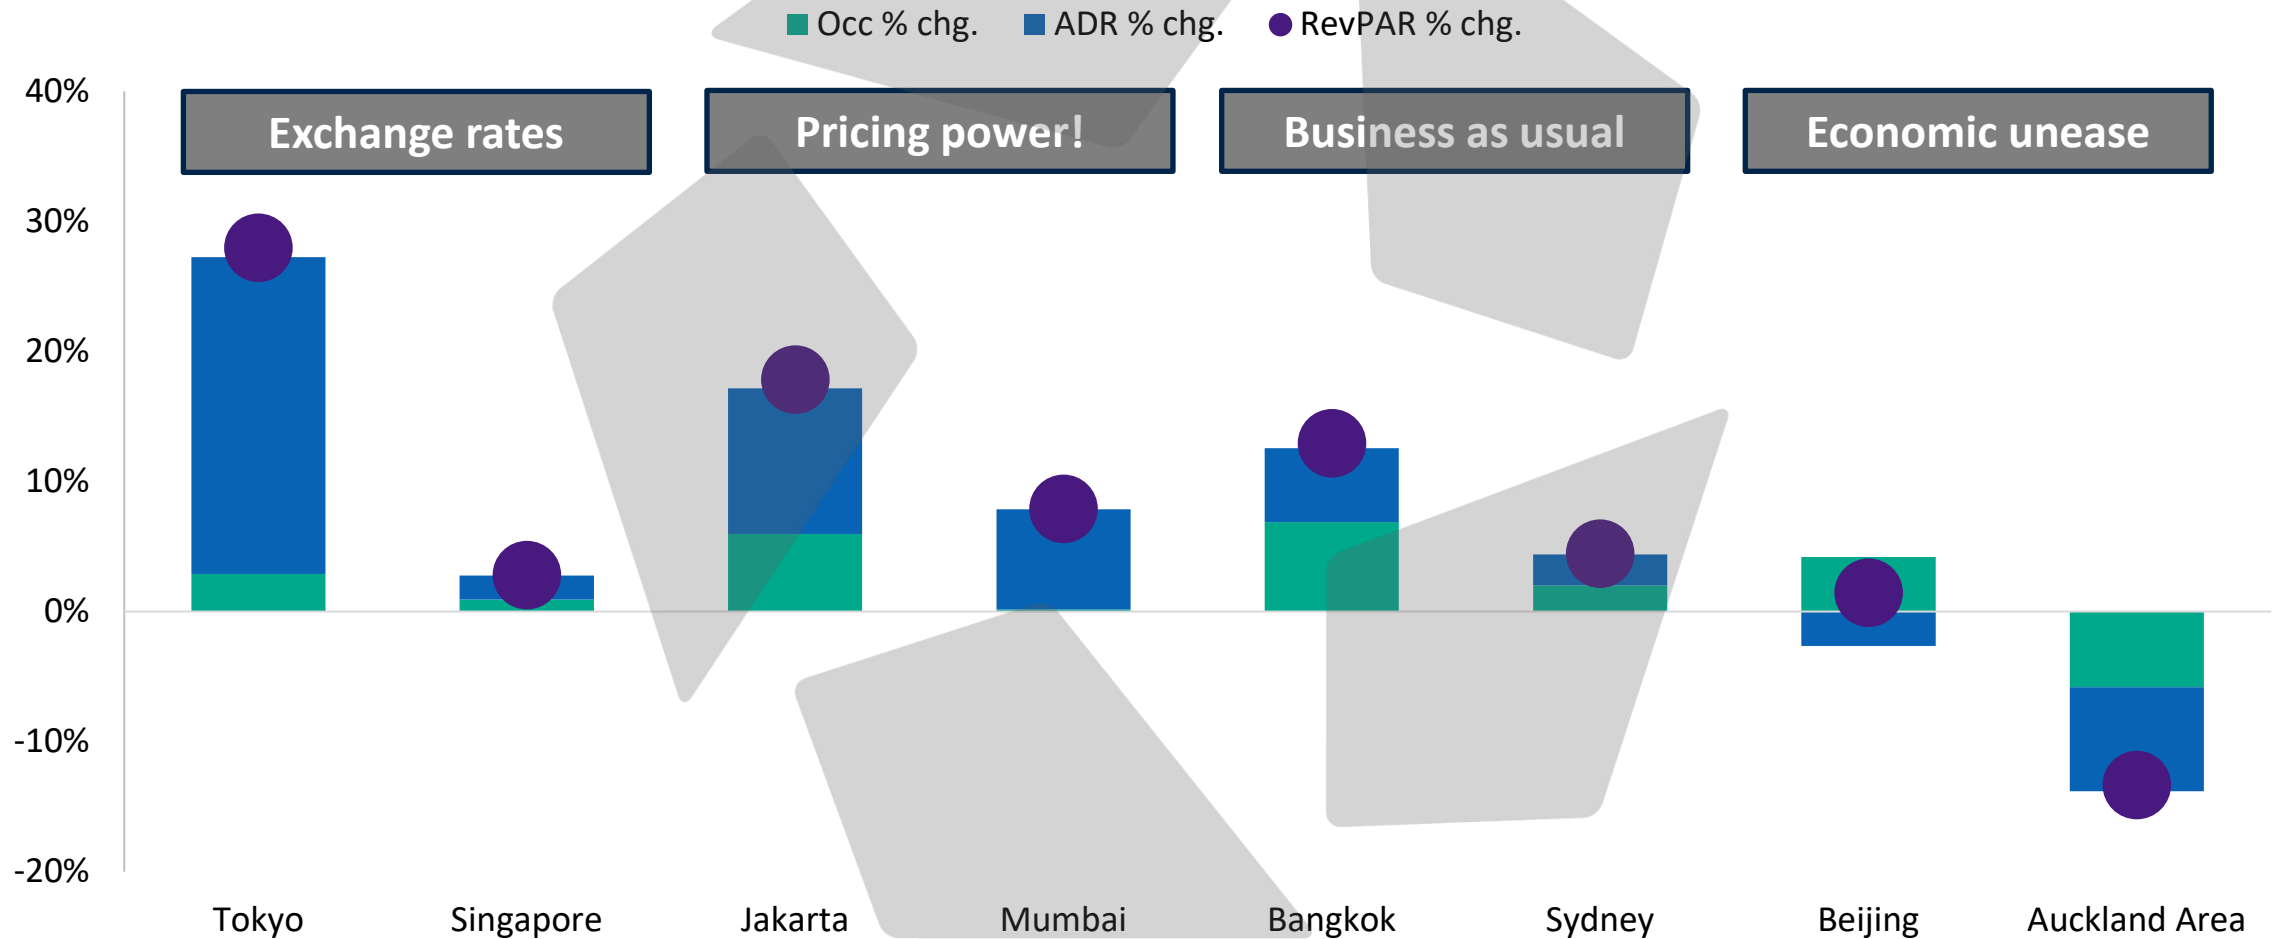 Occ % chg. ADR % chg. RevPAR % chg.
40%
Exchange rates Pricing power! Business as usual Economic unease
30%
20%
10%
0%
-10%
-20%
Tokyo Singapore Jakarta Mumbai Bangkok Sydney Beijing Auckland Area